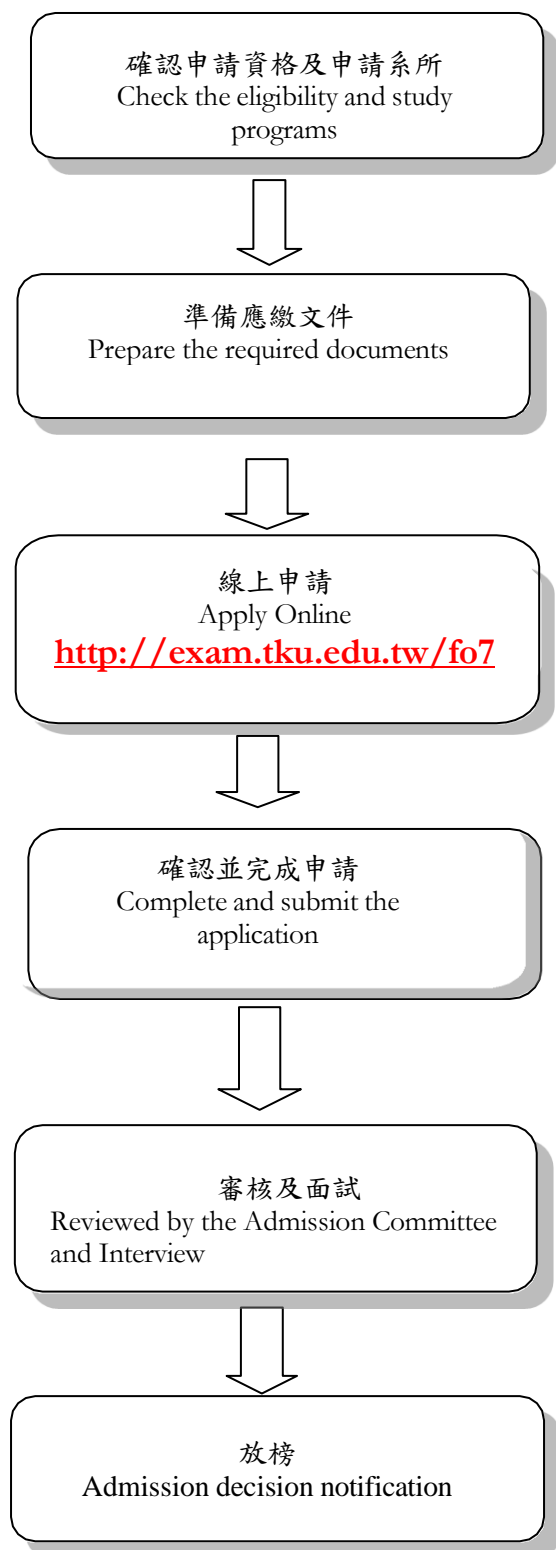 確認申請資格及申請系所
Check the eligibility and study
programs
準備應繳文件
Prepare the required documents
線上申請
Apply Online
http://exam.tku.edu.tw/fo7
確認並完成申請
Complete and submit the
application
審核及面試
Reviewed by the Admission Committee
and Interview
放榜
Admission decision notification